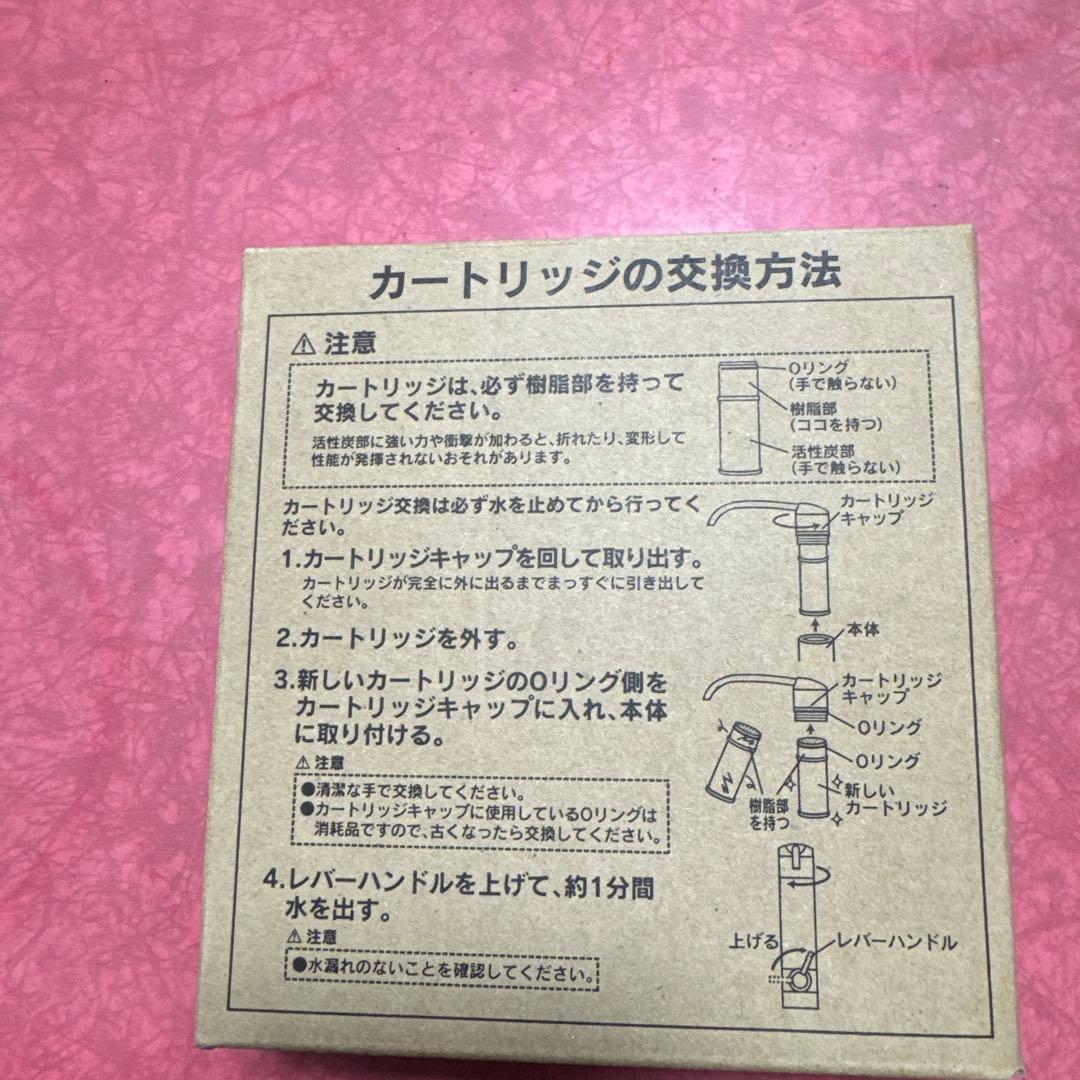 カートリッジの交換方法
⚠ 注意
カートリッジは、必ず樹脂部を持って
交換してください。
活性炭部に強い力や衝撃が加わると、折れたり、変形して
性能が発揮されないおそれがあります。
Oリング
(手で触らない)
樹脂部
(ココを持つ)
活性炭部
(手で触らない)
カートリッジ交換は必ず水を止めてから行ってく
ださい。
1.カートリッジキャップを回して取り出す。
カートリッジが完全に外に出るまでまっすぐに引き出して
ください。
カートリッジ
キャップ
2.カートリッジを外す。
本体
3.新しいカートリッジのOリング側を
カートリッジキャップに入れ、本体
に取り付ける。
⚠ 注意
●清潔な手で交換してください。
●カートリッジキャップに使用しているOリングは
消耗品ですので、古くなったら交換してください。
カートリッジ
キャップ
Oリング
Oリング
新しい
カートリッジ
樹脂部
を持つ
4.レバーハンドルを上げて、約1分間
水を出す。
⚠ 注意
●水漏れのないことを確認してください。
上げる
レバーハンドル